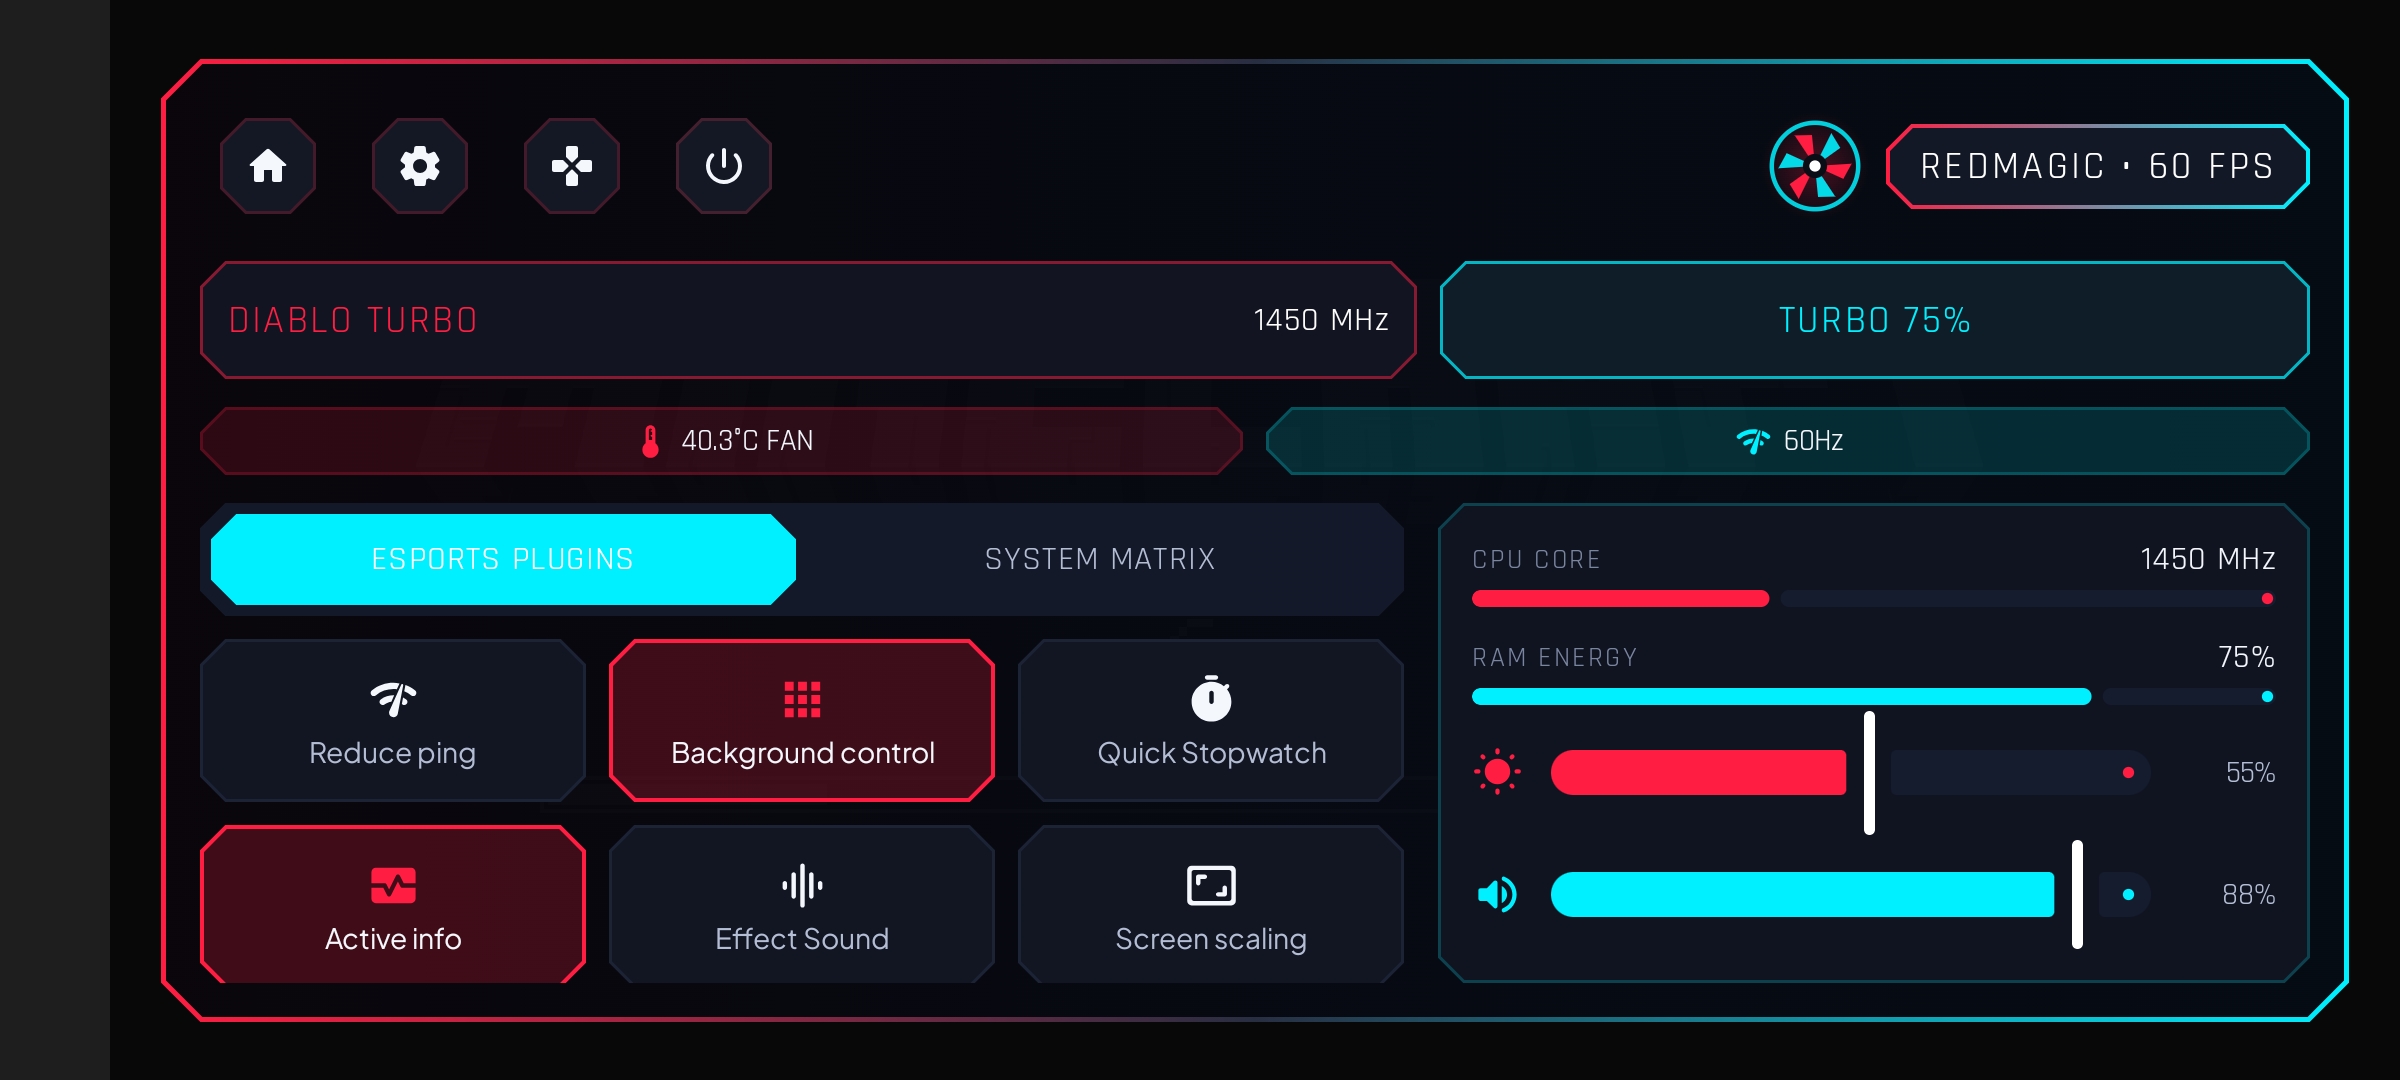 REDMAGIC · 60 FPS
DIABLO TURBO
1450 MHz
TURBO 75%
40.3°C FAN
60Hz
ESPORTS PLUGINS
SYSTEM MATRIX
Reduce ping
Background control
Quick Stopwatch
Active info
Effect Sound
Screen scaling
CPU CORE
1450 MHz
RAM ENERGY
75%
55%
88%